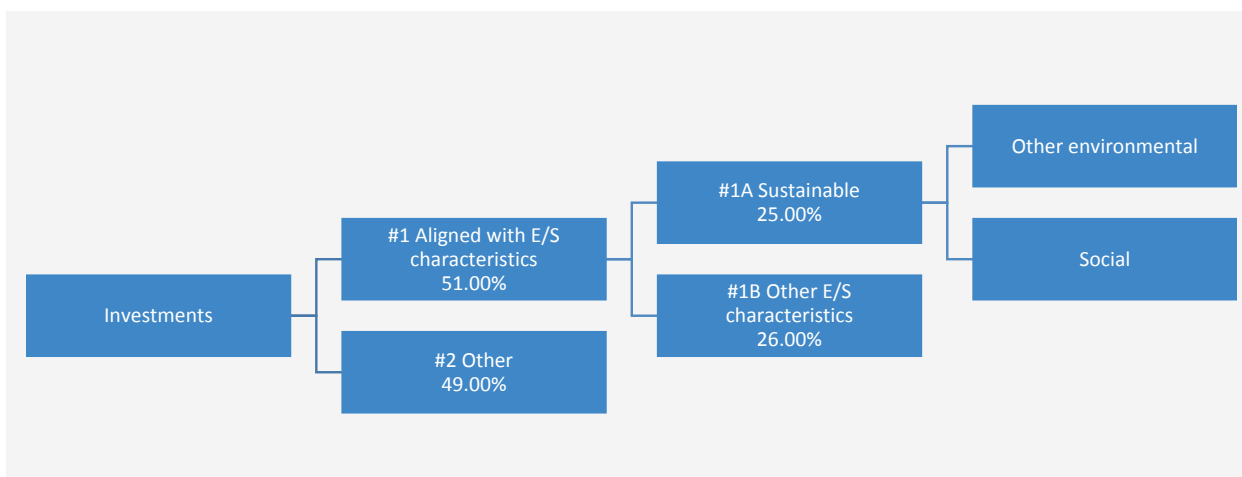 Investments
#1 Aligned with E/S
characteristics
51.00%
#2 Other
49.00%
#1A Sustainable
25.00%
#1B Other E/S
characteristics
26.00%
Other environmental
Social